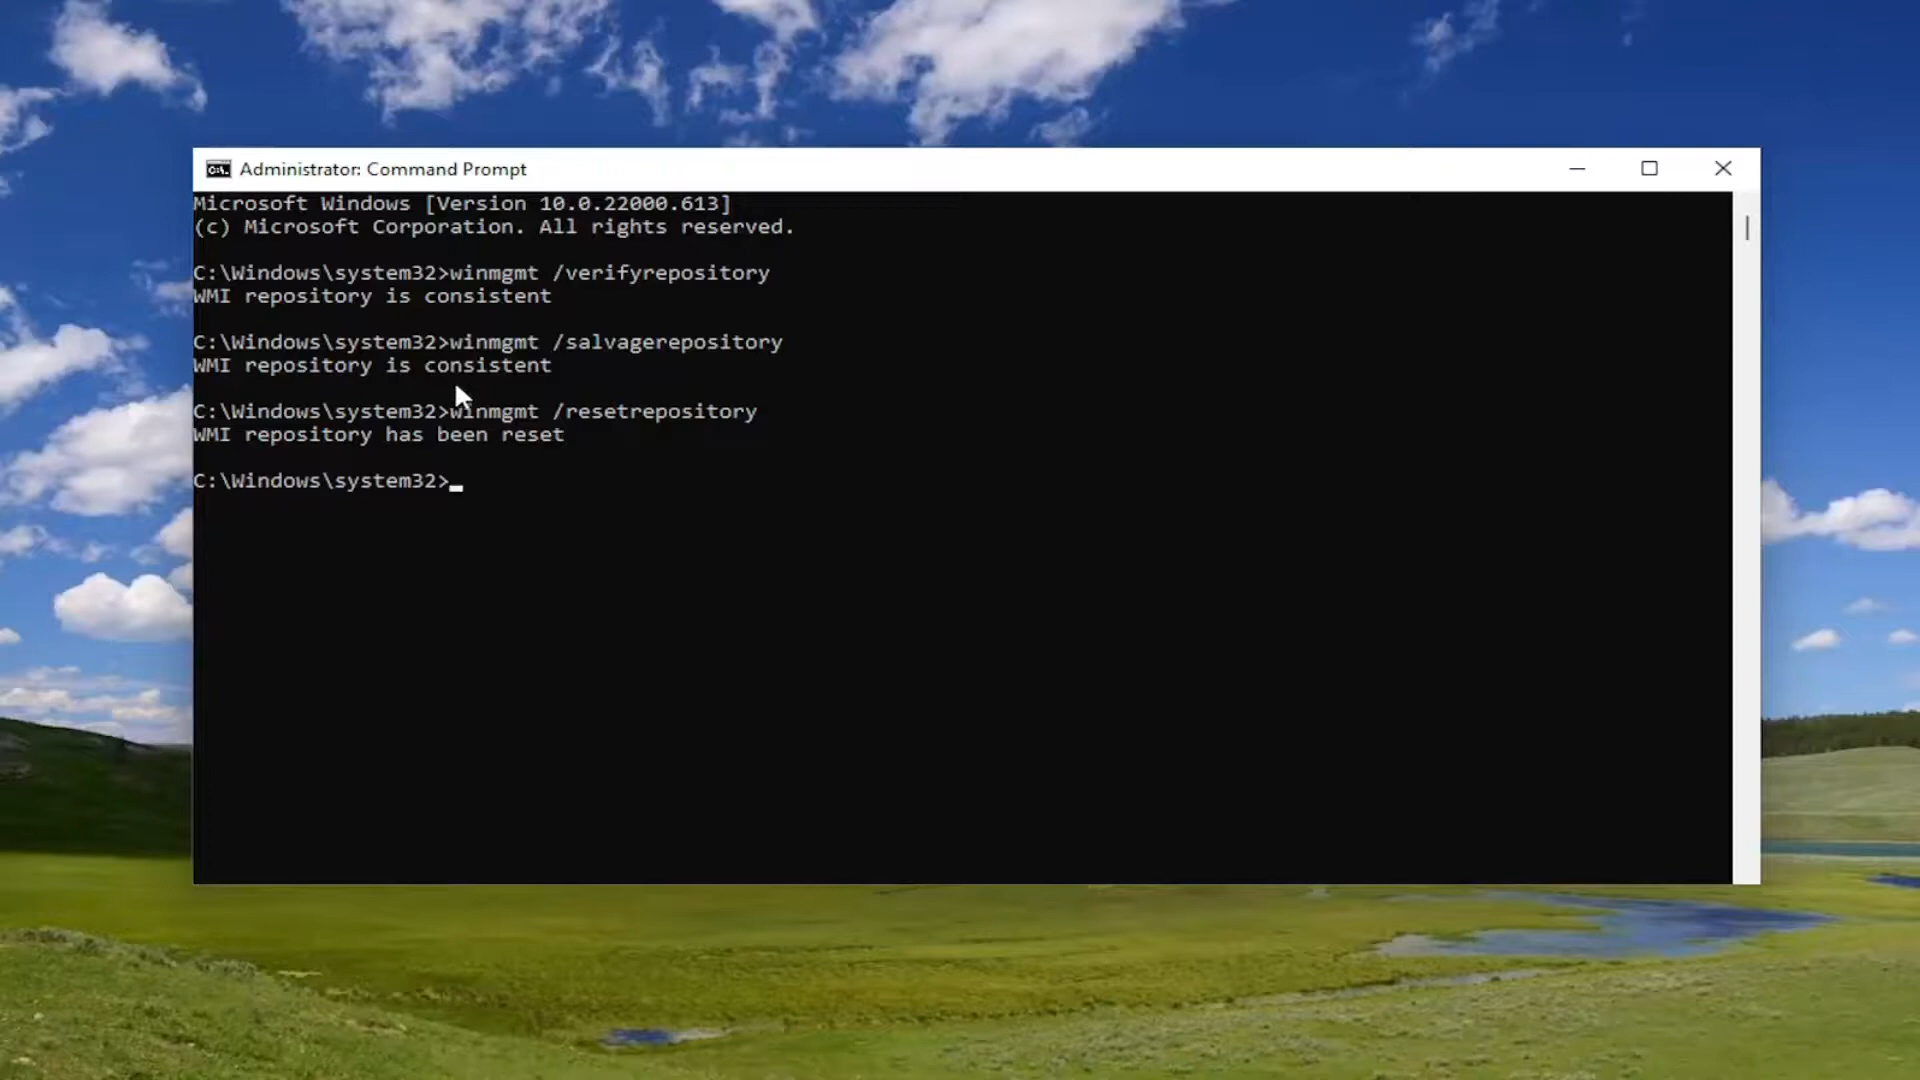 Administrator: Command Prompt
Microsoft Windows [Version 10.0.22000.613]
(c) Microsoft Corporation. All rights reserved.
C:\Windows\system32>winmgmt /verifyrepository
WMI repository is consistent
C:\Windows\system32>winmgmt /salvagerepository
WMI repository is consistent
C:\Windows\system32>winmgmt /resetrepository
WMI repository has been reset
C:\Windows\system32>